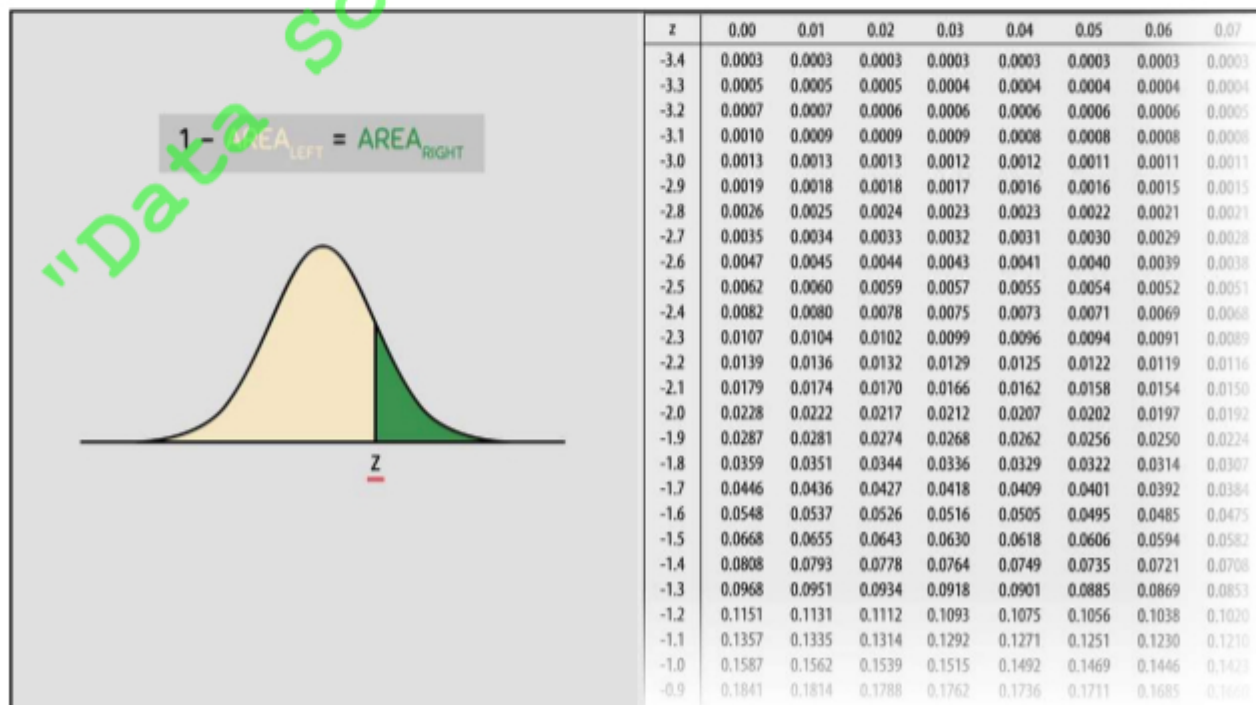 "Data So
1 - AREA LEFT = AREA RIGHT
z
z 0.00 0.01 0.02 0.03 0.04 0.05 0.06 0.07
-3.4 0.0003 0.0003 0.0003 0.0003 0.0003 0.0003 0.0003 0.0003
-3.3 0.0005 0.0005 0.0005 0.0004 0.0004 0.0004 0.0004 0.0004
-3.2 0.0007 0.0007 0.0006 0.0006 0.0006 0.0006 0.0006 0.0005
-3.1 0.0010 0.0009 0.0009 0.0009 0.0008 0.0008 0.0008 0.0008
-3.0 0.0013 0.0013 0.0013 0.0012 0.0012 0.0011 0.0011 0.0011
-2.9 0.0019 0.0018 0.0018 0.0017 0.0016 0.0016 0.0015 0.0015
-2.8 0.0026 0.0025 0.0024 0.0023 0.0023 0.0022 0.0021 0.0021
-2.7 0.0035 0.0034 0.0033 0.0032 0.0031 0.0030 0.0029 0.0028
-2.6 0.0047 0.0045 0.0044 0.0043 0.0041 0.0040 0.0039 0.0038
-2.5 0.0062 0.0060 0.0059 0.0057 0.0055 0.0054 0.0052 0.0051
-2.4 0.0082 0.0080 0.0078 0.0075 0.0073 0.0071 0.0069 0.0068
-2.3 0.0107 0.0104 0.0102 0.0099 0.0096 0.0094 0.0091 0.0089
-2.2 0.0139 0.0136 0.0132 0.0129 0.0125 0.0122 0.0119 0.0116
-2.1 0.0179 0.0174 0.0170 0.0166 0.0162 0.0158 0.0154 0.0150
-2.0 0.0228 0.0222 0.0217 0.0212 0.0207 0.0202 0.0197 0.0192
-1.9 0.0287 0.0281 0.0274 0.0268 0.0262 0.0256 0.0250 0.0224
-1.8 0.0359 0.0351 0.0344 0.0336 0.0329 0.0322 0.0314 0.0307
-1.7 0.0446 0.0436 0.0427 0.0418 0.0409 0.0401 0.0392 0.0384
-1.6 0.0548 0.0537 0.0526 0.0516 0.0505 0.0495 0.0485 0.0475
-1.5 0.0668 0.0655 0.0643 0.0630 0.0618 0.0606 0.0594 0.0582
-1.4 0.0808 0.0793 0.0778 0.0764 0.0749 0.0735 0.0721 0.0708
-1.3 0.0968 0.0951 0.0934 0.0918 0.0901 0.0885 0.0869 0.0853
-1.2 0.1151 0.1131 0.1112 0.1093 0.1075 0.1056 0.1038 0.1020
-1.1 0.1357 0.1335 0.1314 0.1292 0.1271 0.1251 0.1230 0.1210
-1.0 0.1587 0.1562 0.1539 0.1515 0.1492 0.1469 0.1446 0.1423
-0.9 0.1841 0.1814 0.1788 0.1762 0.1736 0.1711 0.1685